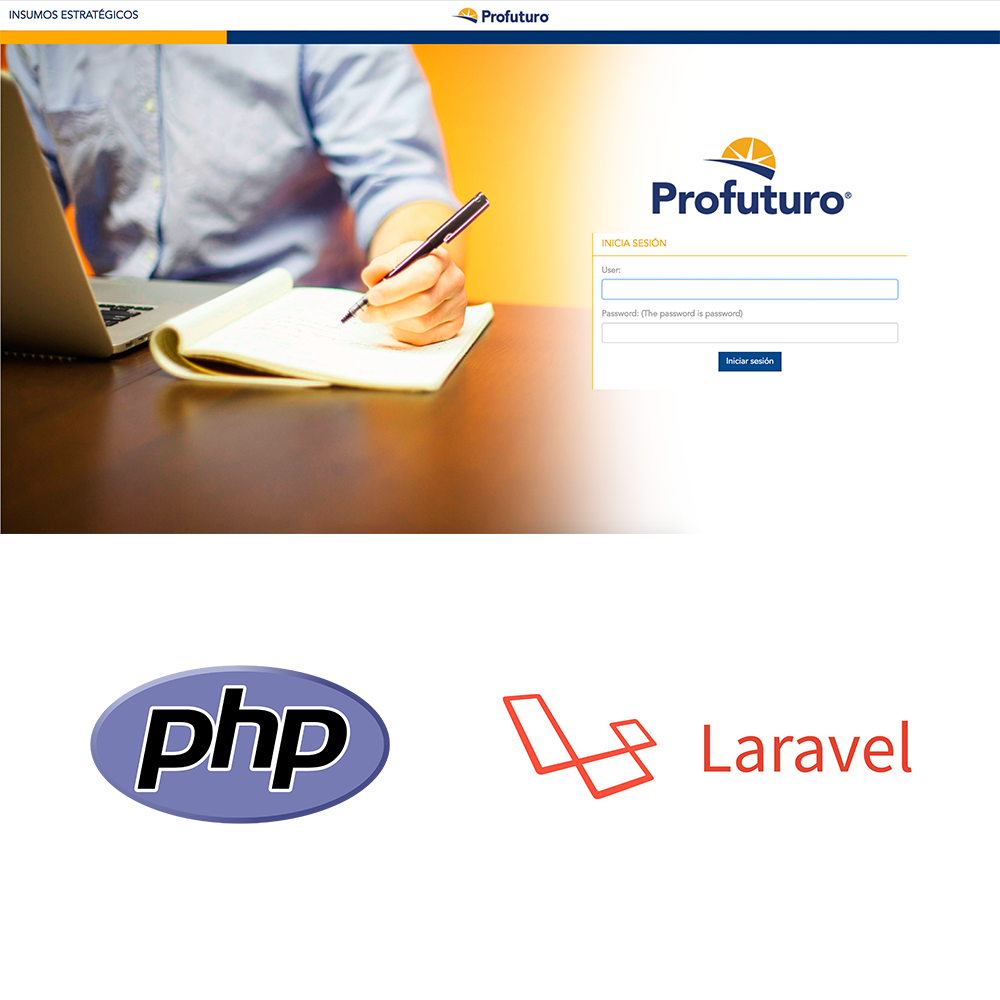 INSUMOS ESTRATÉGICOS
Profuturo
Profuturo®
INICIA SESIÓN
User:
Password: (The password is password)
Iniciar sesión
php
Laravel